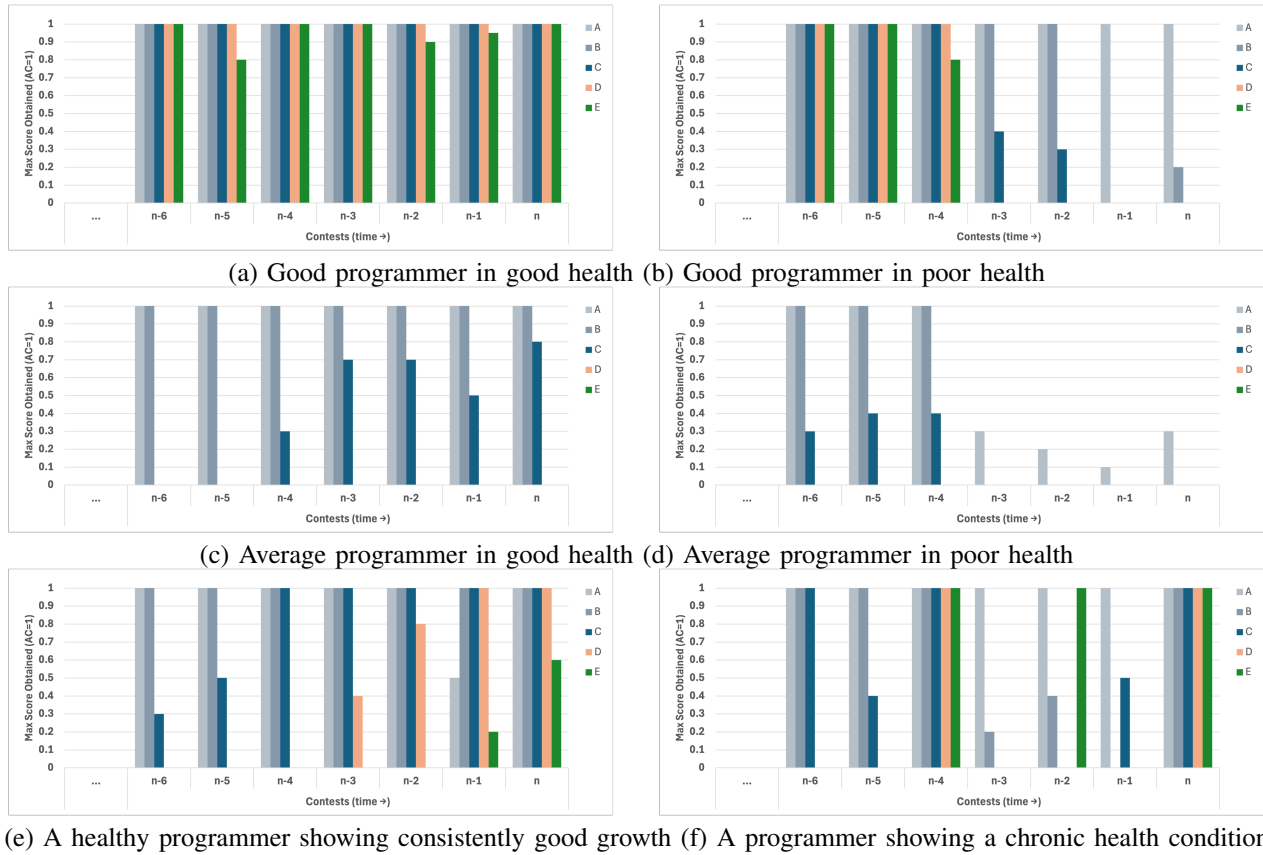 Max Score Obtained (AC=1)
1
0.9
0.8
0.7
0.6
0.5
0.4
0.3
0.2
0.1
0
... n-6 n-5 n-4 n-3 n-2 n-1 n
Contests (time →)
A
B
C
D
E
Max Score Obtained (AC=1)
1
0.9
0.8
0.7
0.6
0.5
0.4
0.3
0.2
0.1
0
... n-6 n-5 n-4 n-3 n-2 n-1 n
Contests (time →)
A
B
C
D
E
(a) Good programmer in good health (b) Good programmer in poor health
Max Score Obtained (AC=1)
1
0.9
0.8
0.7
0.6
0.5
0.4
0.3
0.2
0.1
0
... n-6 n-5 n-4 n-3 n-2 n-1 n
Contests (time →)
A
B
C
D
E
Max Score Obtained (AC=1)
1
0.9
0.8
0.7
0.6
0.5
0.4
0.3
0.2
0.1
0
... n-6 n-5 n-4 n-3 n-2 n-1 n
Contests (time →)
A
B
C
D
E
(c) Average programmer in good health (d) Average programmer in poor health
Max Score Obtained (AC=1)
1
0.9
0.8
0.7
0.6
0.5
0.4
0.3
0.2
0.1
0
... n-6 n-5 n-4 n-3 n-2 n-1 n
Contests (time →)
A
B
C
D
E
Max Score Obtained (AC=1)
1
0.9
0.8
0.7
0.6
0.5
0.4
0.3
0.2
0.1
0
... n-6 n-5 n-4 n-3 n-2 n-1 n
Contests (time →)
A
B
C
D
E
(e) A healthy programmer showing consistently good growth (f) A programmer showing a chronic health condition